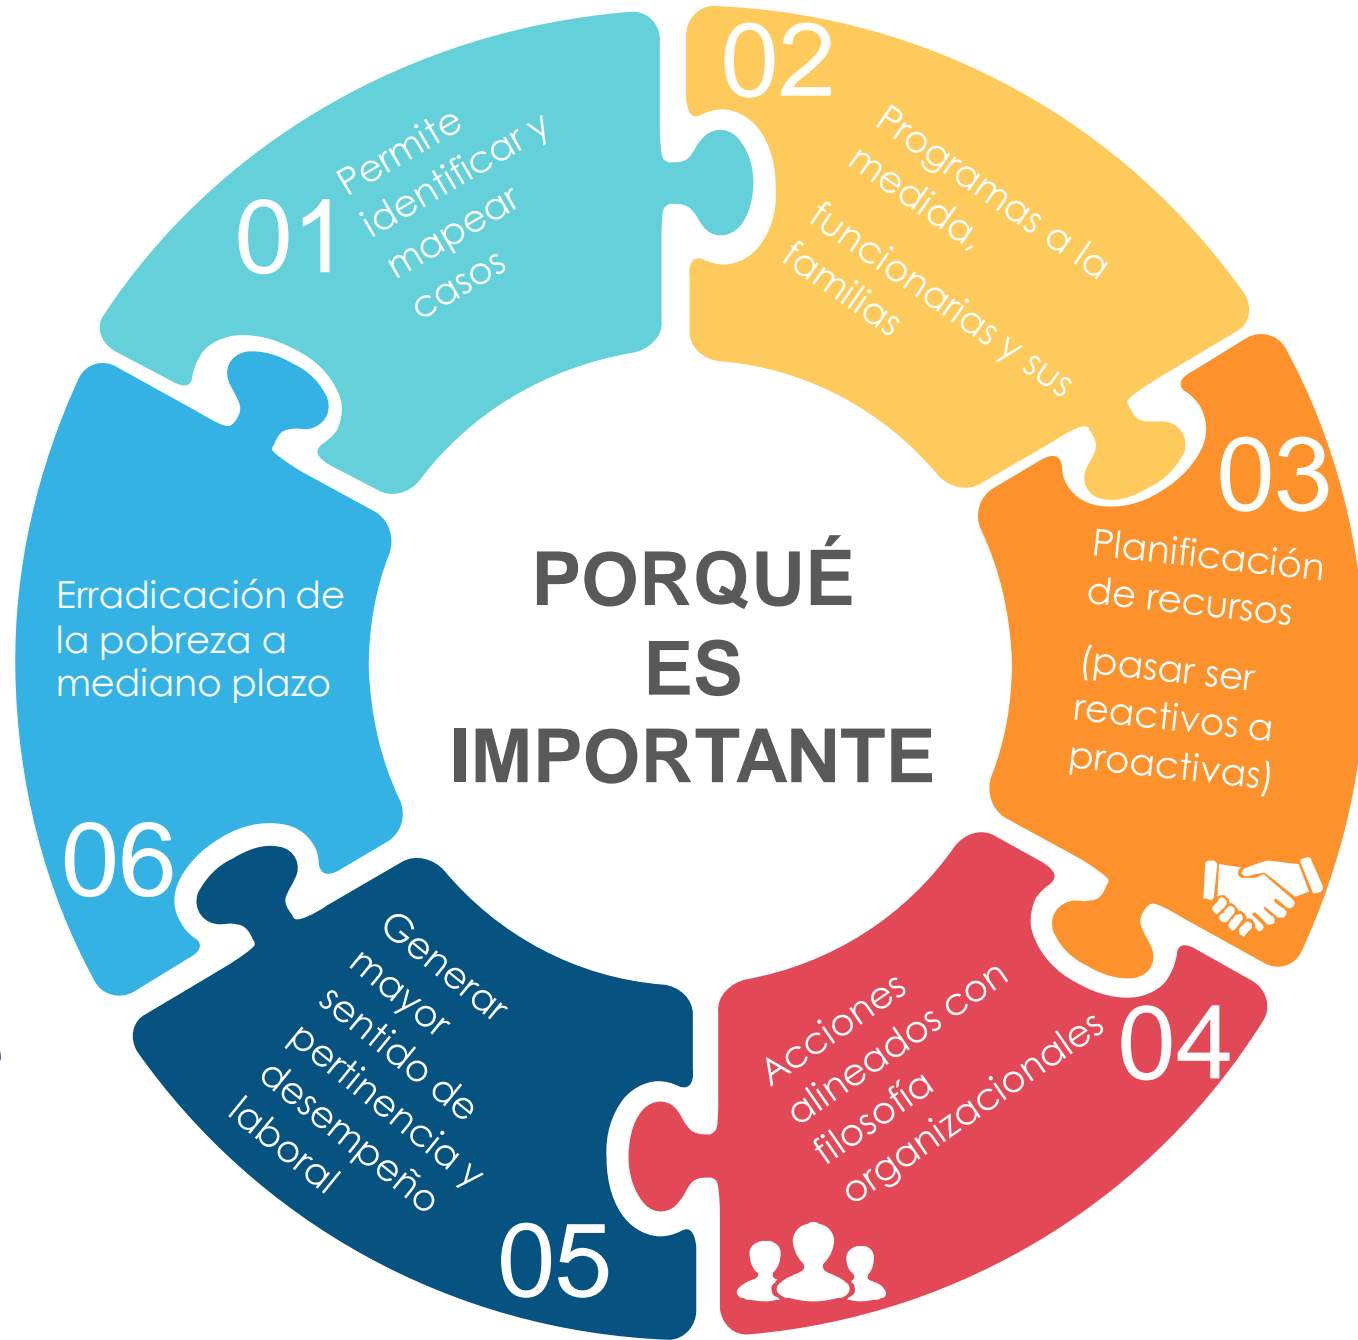 PORQUÉ
ES
IMPORTANTE
01
Permite
identificar y
mapear
casos
02
Programas a la
medida,
funcionarias y sus
familias
03
Planificación
de recursos
(pasar ser
reactivos a
proactivas)
04
Acciones
alineados con
filosofía
organizacionales
05
Generar
mayor
sentido de
pertinencia y
desempeño
laboral
06
Erradicación de
la pobreza a
mediano plazo